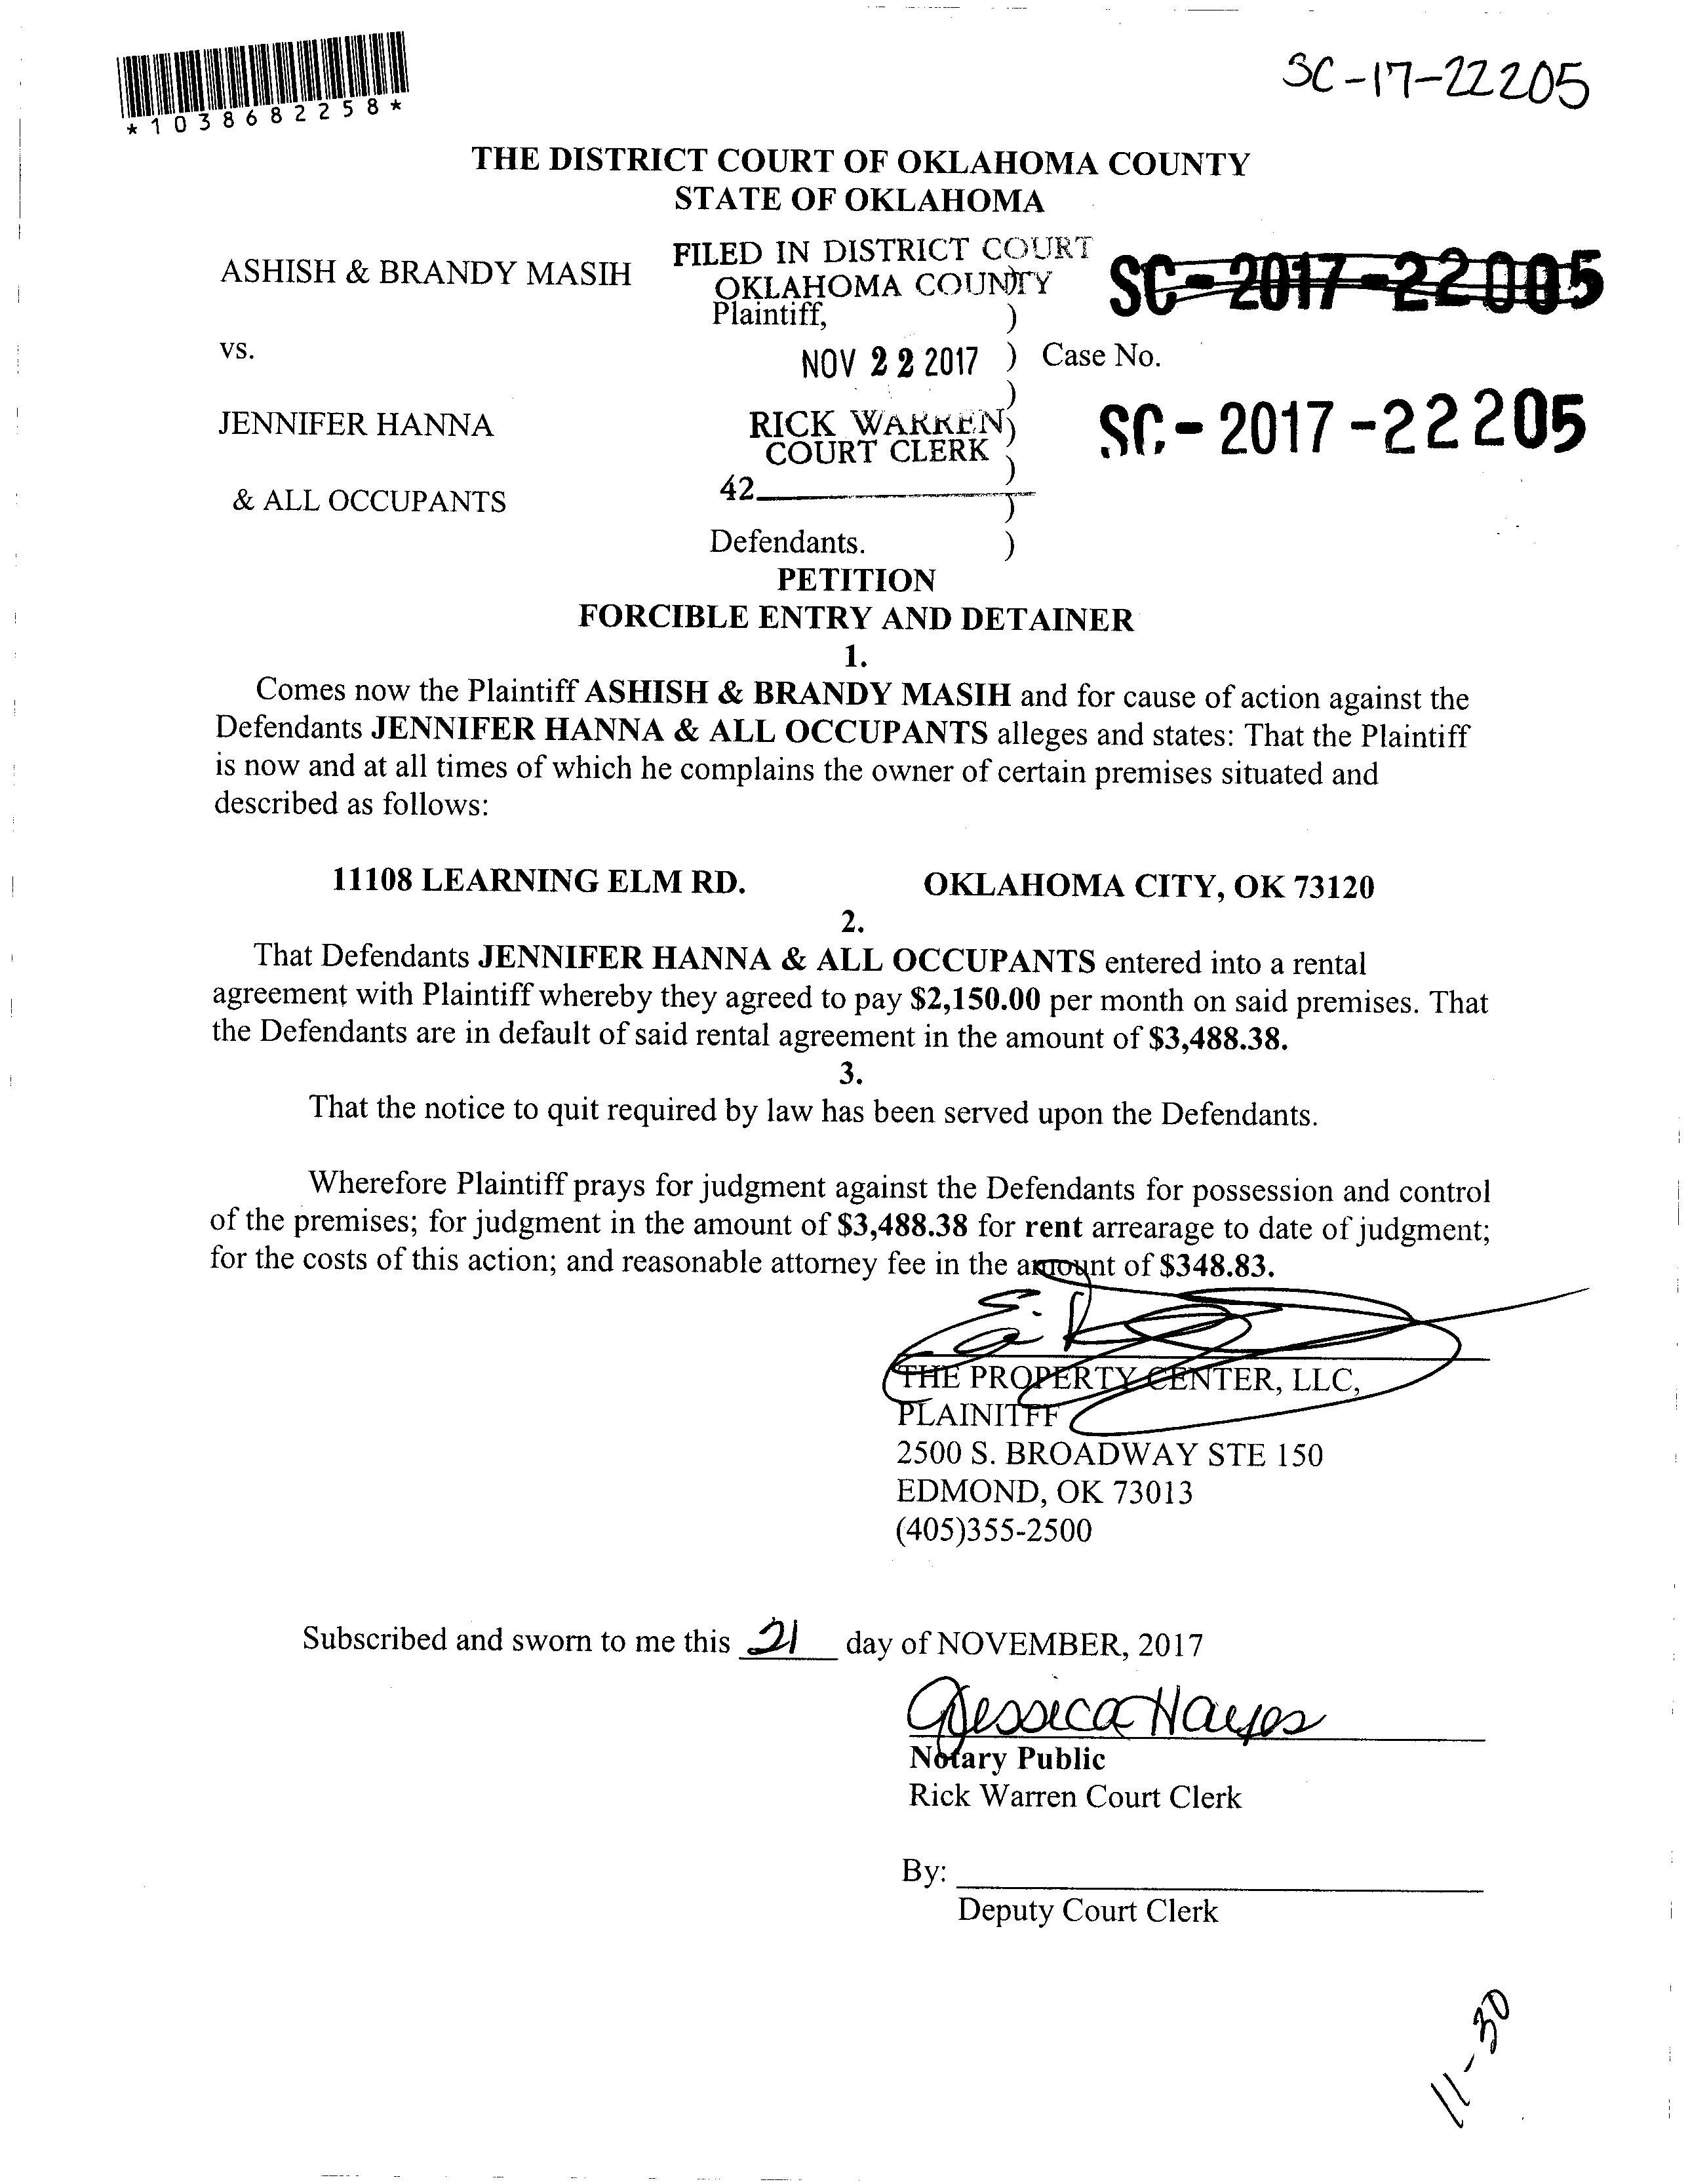 SC-17-22205
*1038682258*
THE DISTRICT COURT OF OKLAHOMA COUNTY
STATE OF OKLAHOMA
FILED IN DISTRICT COURT
OKLAHOMA COUNTY
ASHISH & BRANDY MASIH
SC-2017-22005
Plaintiff, )
vs.
NOV 22 2017 ) Case No.
)
JENNIFER HANNA
RICK WARREN )
COURT CLERK )
SC-2017-22205
42
& ALL OCCUPANTS )
Defendants. )
PETITION
FORCIBLE ENTRY AND DETAINER
1.
Comes now the Plaintiff ASHISH & BRANDY MASIH and for cause of action against the
Defendants JENNIFER HANNA & ALL OCCUPANTS alleges and states: That the Plaintiff
is now and at all times of which he complains the owner of certain premises situated and
described as follows:
11108 LEARNING ELM RD. OKLAHOMA CITY, OK 73120
2.
That Defendants JENNIFER HANNA & ALL OCCUPANTS entered into a rental
agreement with Plaintiff whereby they agreed to pay $2,150.00 per month on said premises. That
the Defendants are in default of said rental agreement in the amount of $3,488.38.
3.
That the notice to quit required by law has been served upon the Defendants.
Wherefore Plaintiff prays for judgment against the Defendants for possession and control
of the premises; for judgment in the amount of $3,488.38 for rent arrearage to date of judgment;
for the costs of this action; and reasonable attorney fee in the amount of $348.83.
THE PROPERTY CENTER, LLC,
PLAINITFF
2500 S. BROADWAY STE 150
EDMOND, OK 73013
(405)355-2500
Subscribed and sworn to me this 21 day of NOVEMBER, 2017
Jessica Hayes
Notary Public
Rick Warren Court Clerk
By:
Deputy Court Clerk
11-30